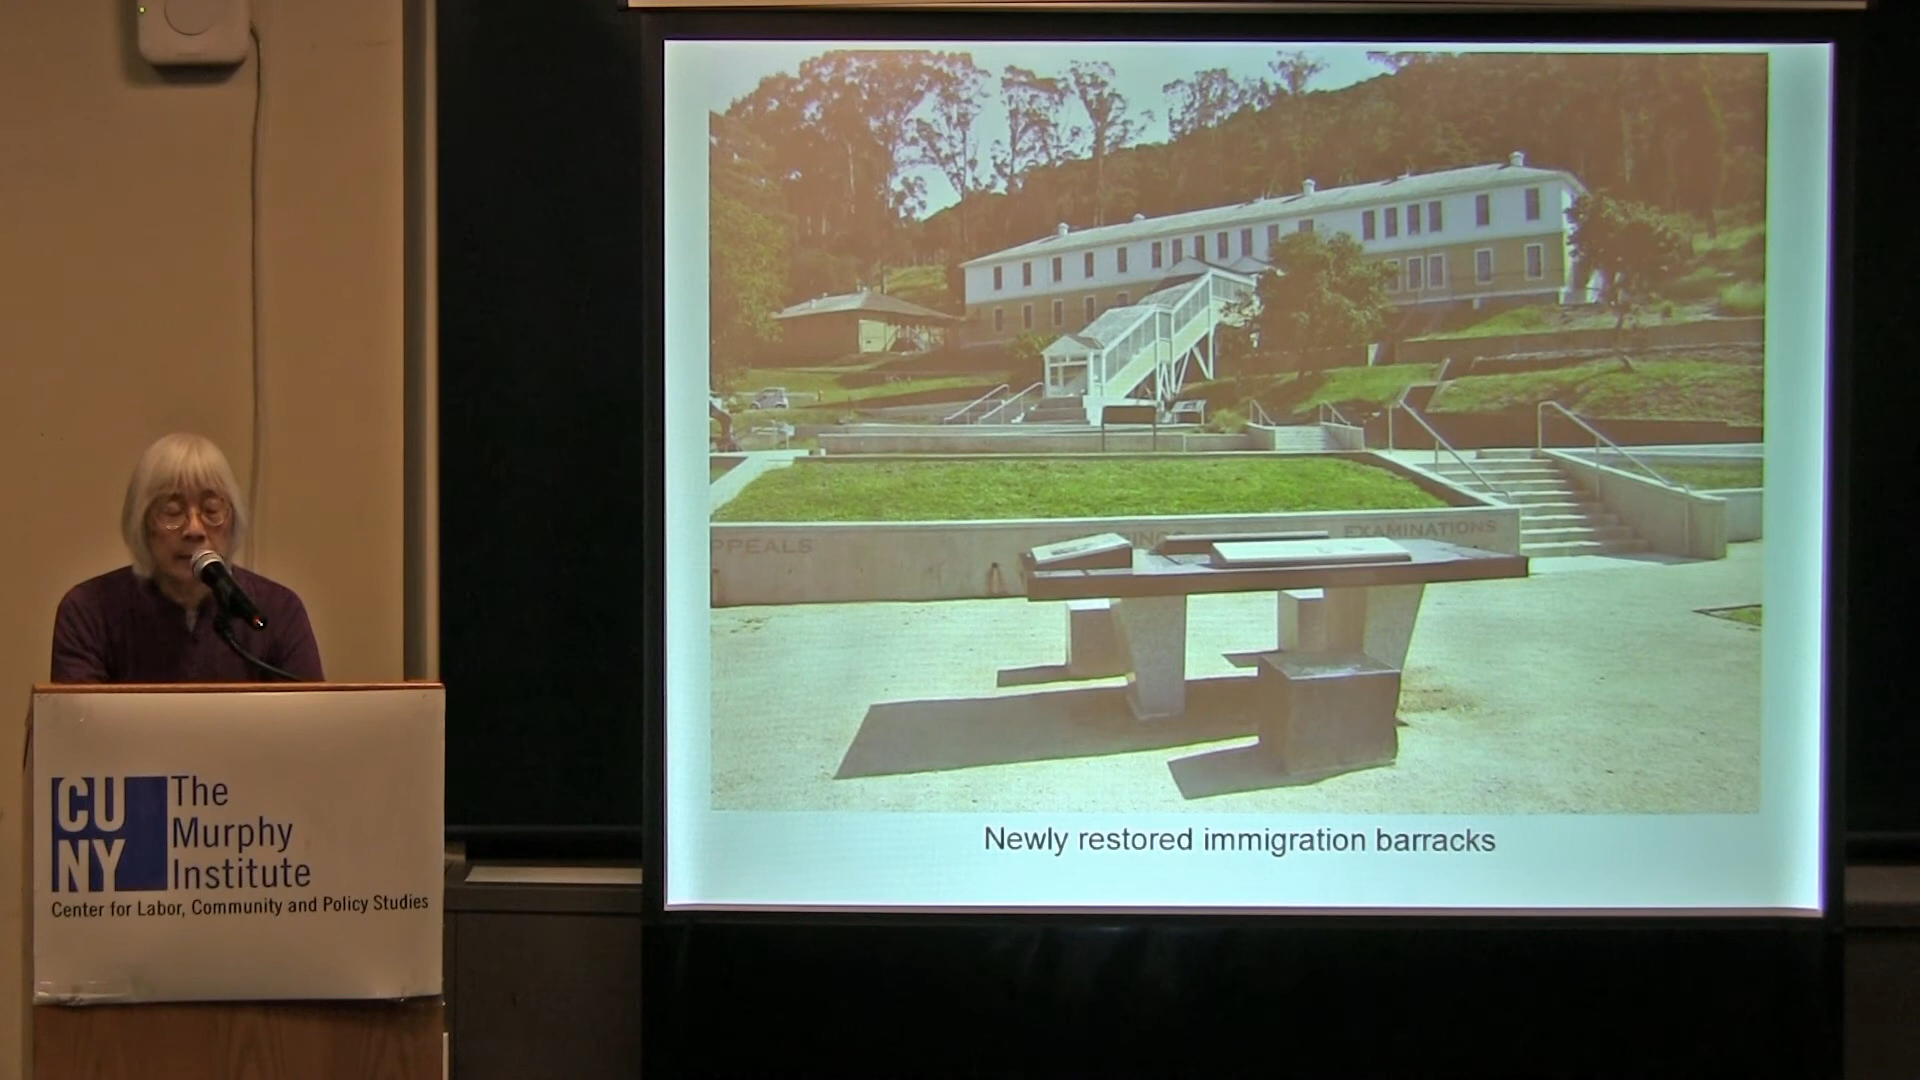 CU
NY
The
Murphy
Institute
Center for Labor, Community and Policy Studies
PPEALS
EXAMINATIONS
Newly restored immigration barracks